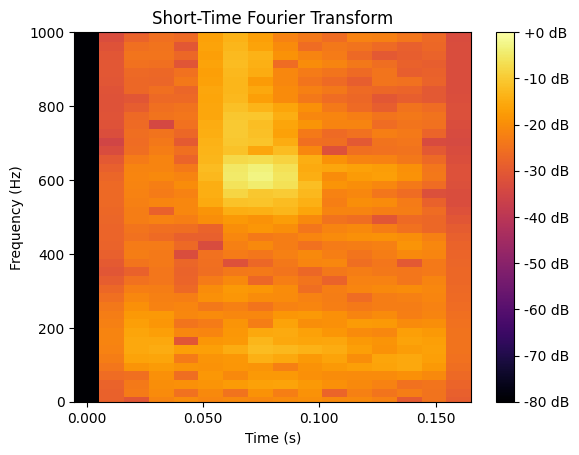 Short-Time Fourier Transform
1000
800
600
400
200
0
Frequency (Hz)
0.000
0.050
0.100
0.150
Time (s)
+0 dB
-10 dB
-20 dB
-30 dB
-40 dB
-50 dB
-60 dB
-70 dB
-80 dB